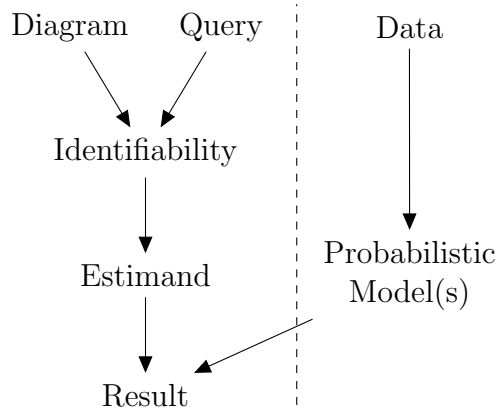 Diagram
Query
Data
Identifiability
Probabilistic
Model(s)
Estimand
Result